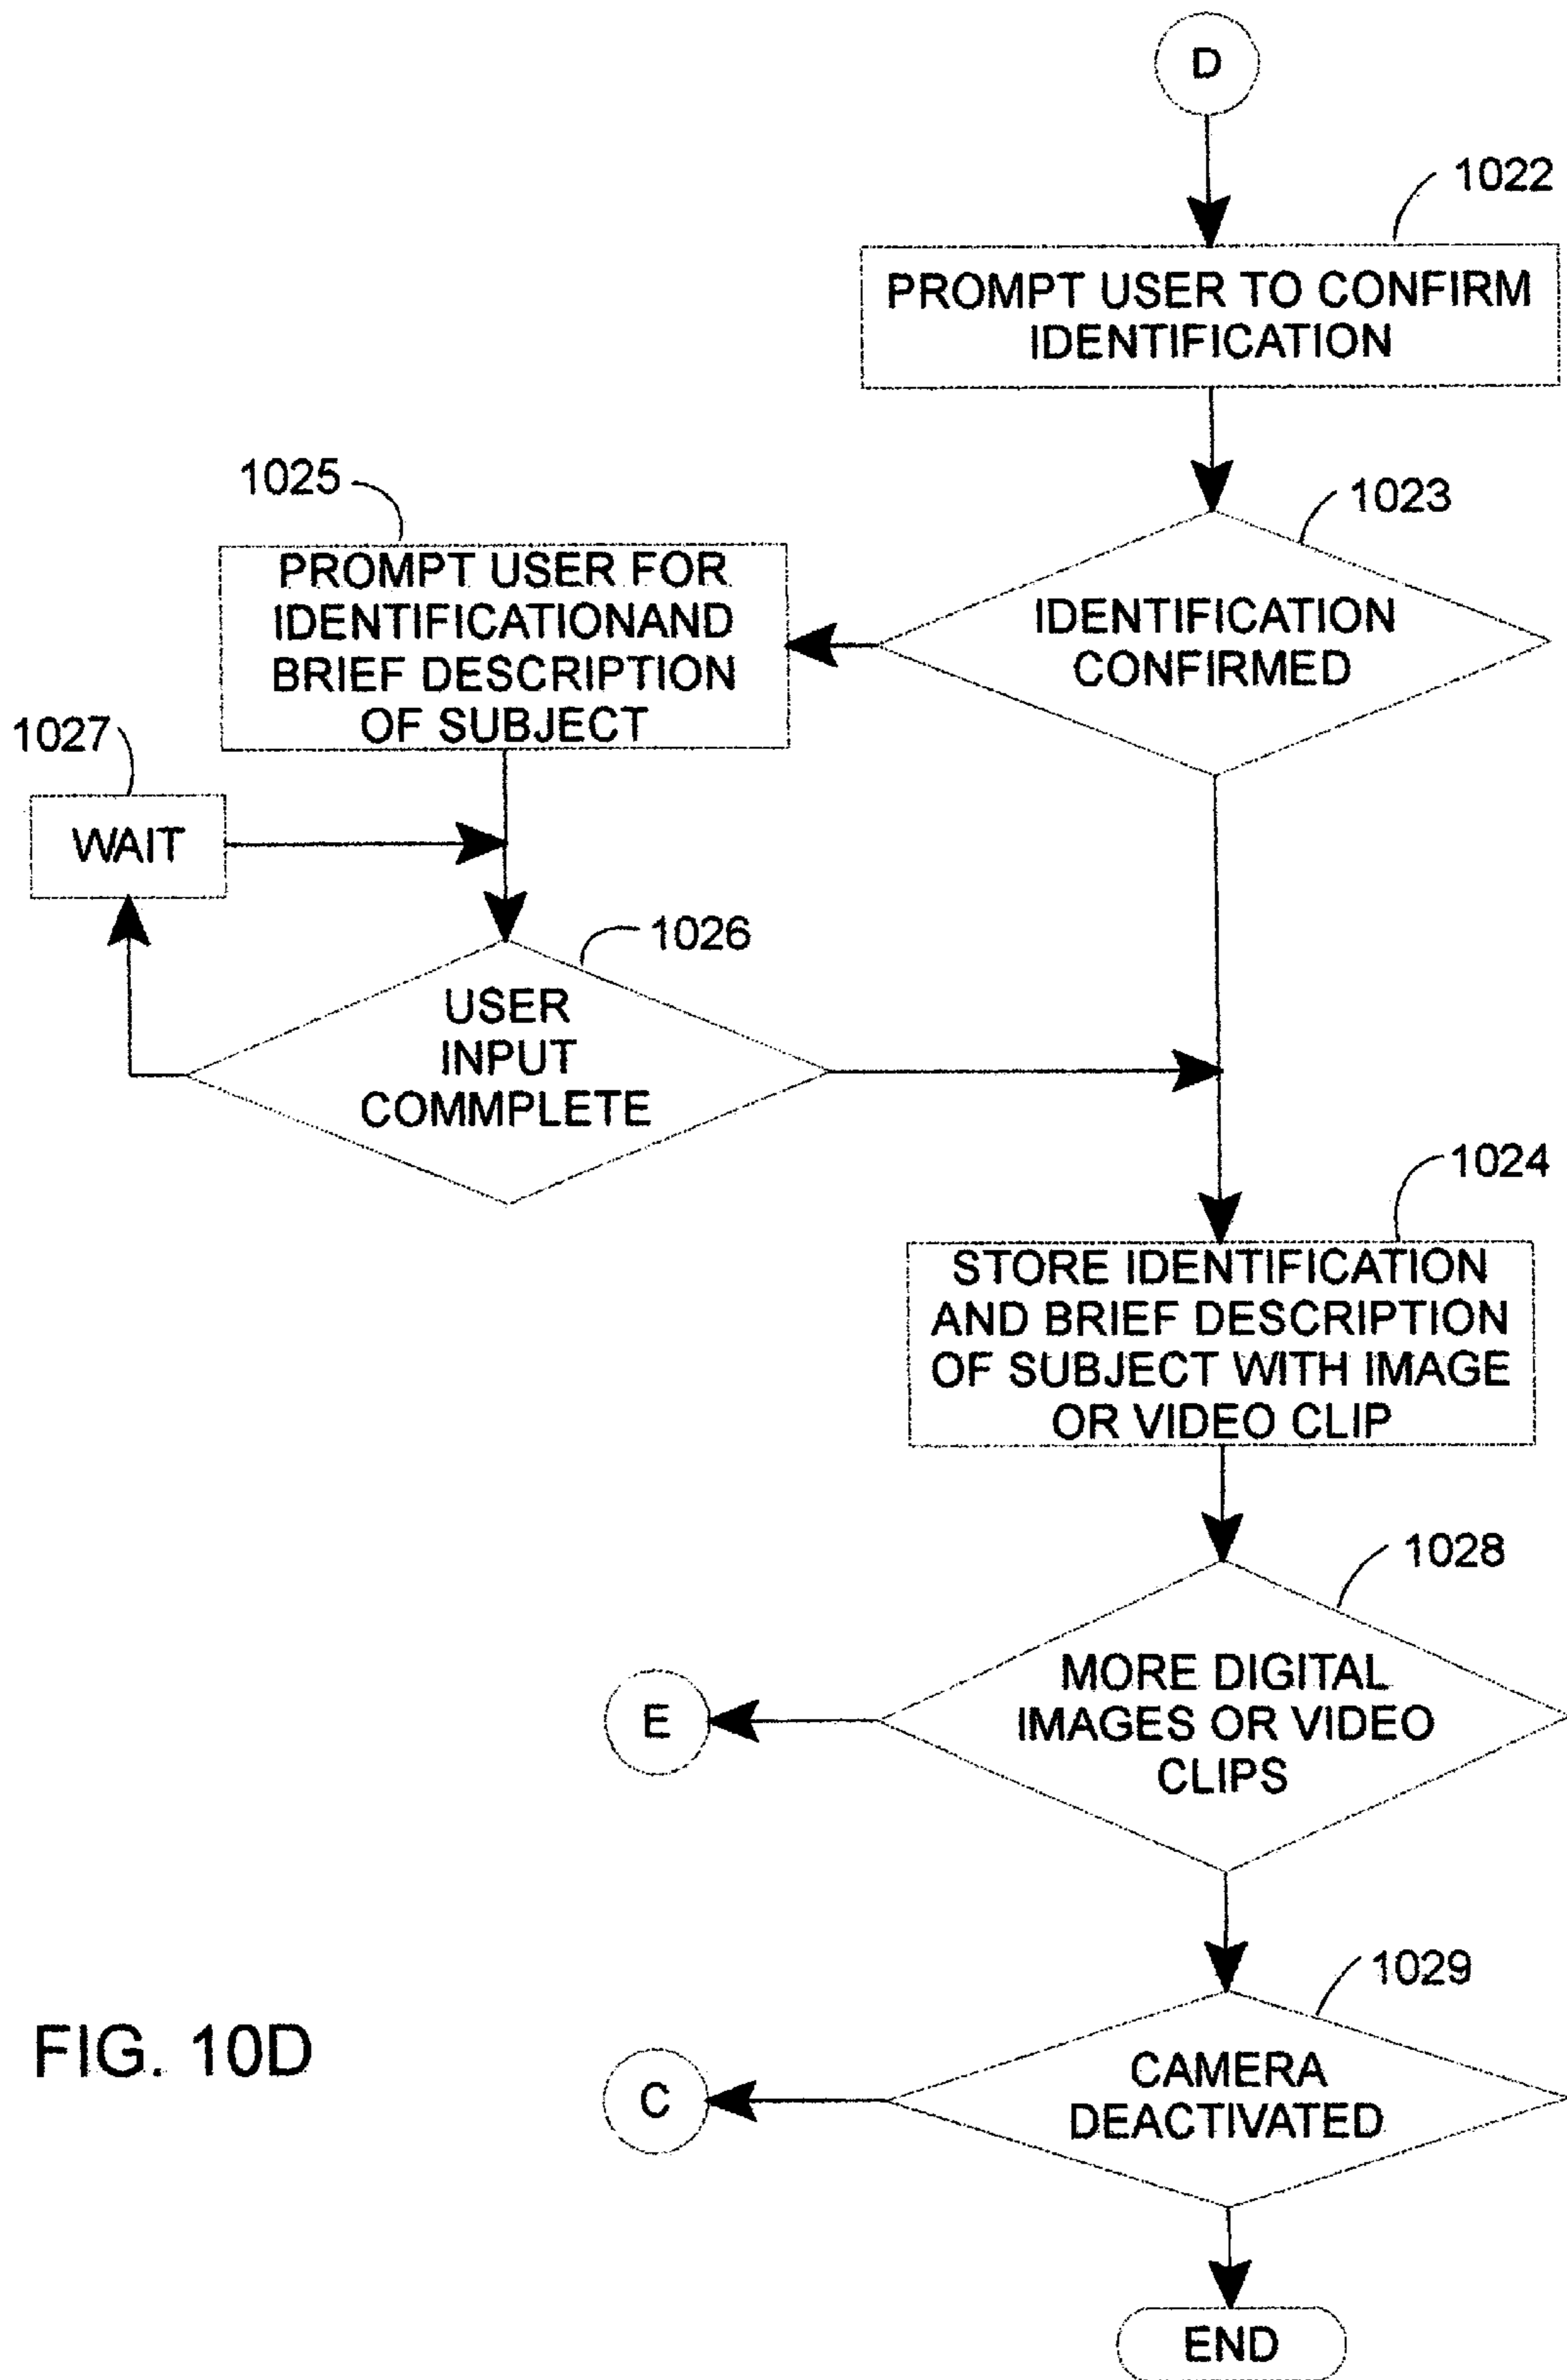 D
1022
PROMPT USER TO CONFIRM
IDENTIFICATION
1023
IDENTIFICATION
CONFIRMED
1025
PROMPT USER FOR
IDENTIFICATIONAND
BRIEF DESCRIPTION
OF SUBJECT
1027
WAIT
1026
USER
INPUT
COMMPLETE
1024
STORE IDENTIFICATION
AND BRIEF DESCRIPTION
OF SUBJECT WITH IMAGE
OR VIDEO CLIP
1028
MORE DIGITAL
IMAGES OR VIDEO
CLIPS
E
1029
CAMERA
DEACTIVATED
C
END
FIG. 10D